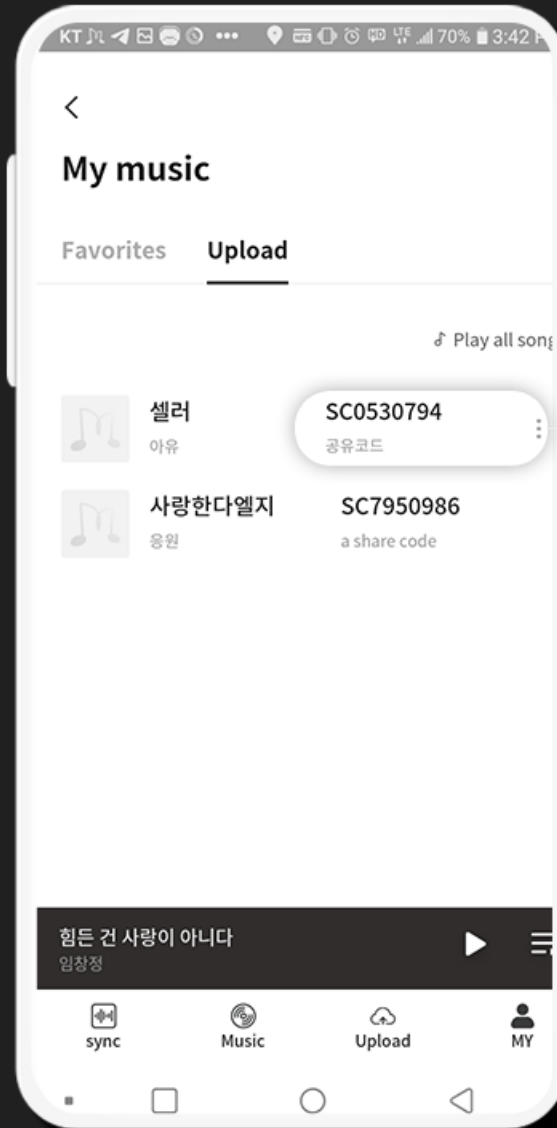 KT ••• HD LTE 70% 3:42
My music
Favorites Upload
Play all song
셀러 SC0530794
아유 공유코드
사랑한다엘지 SC7950986
응원 a share code
힘든 건 사랑이 아니다
임창정
sync Music Upload MY